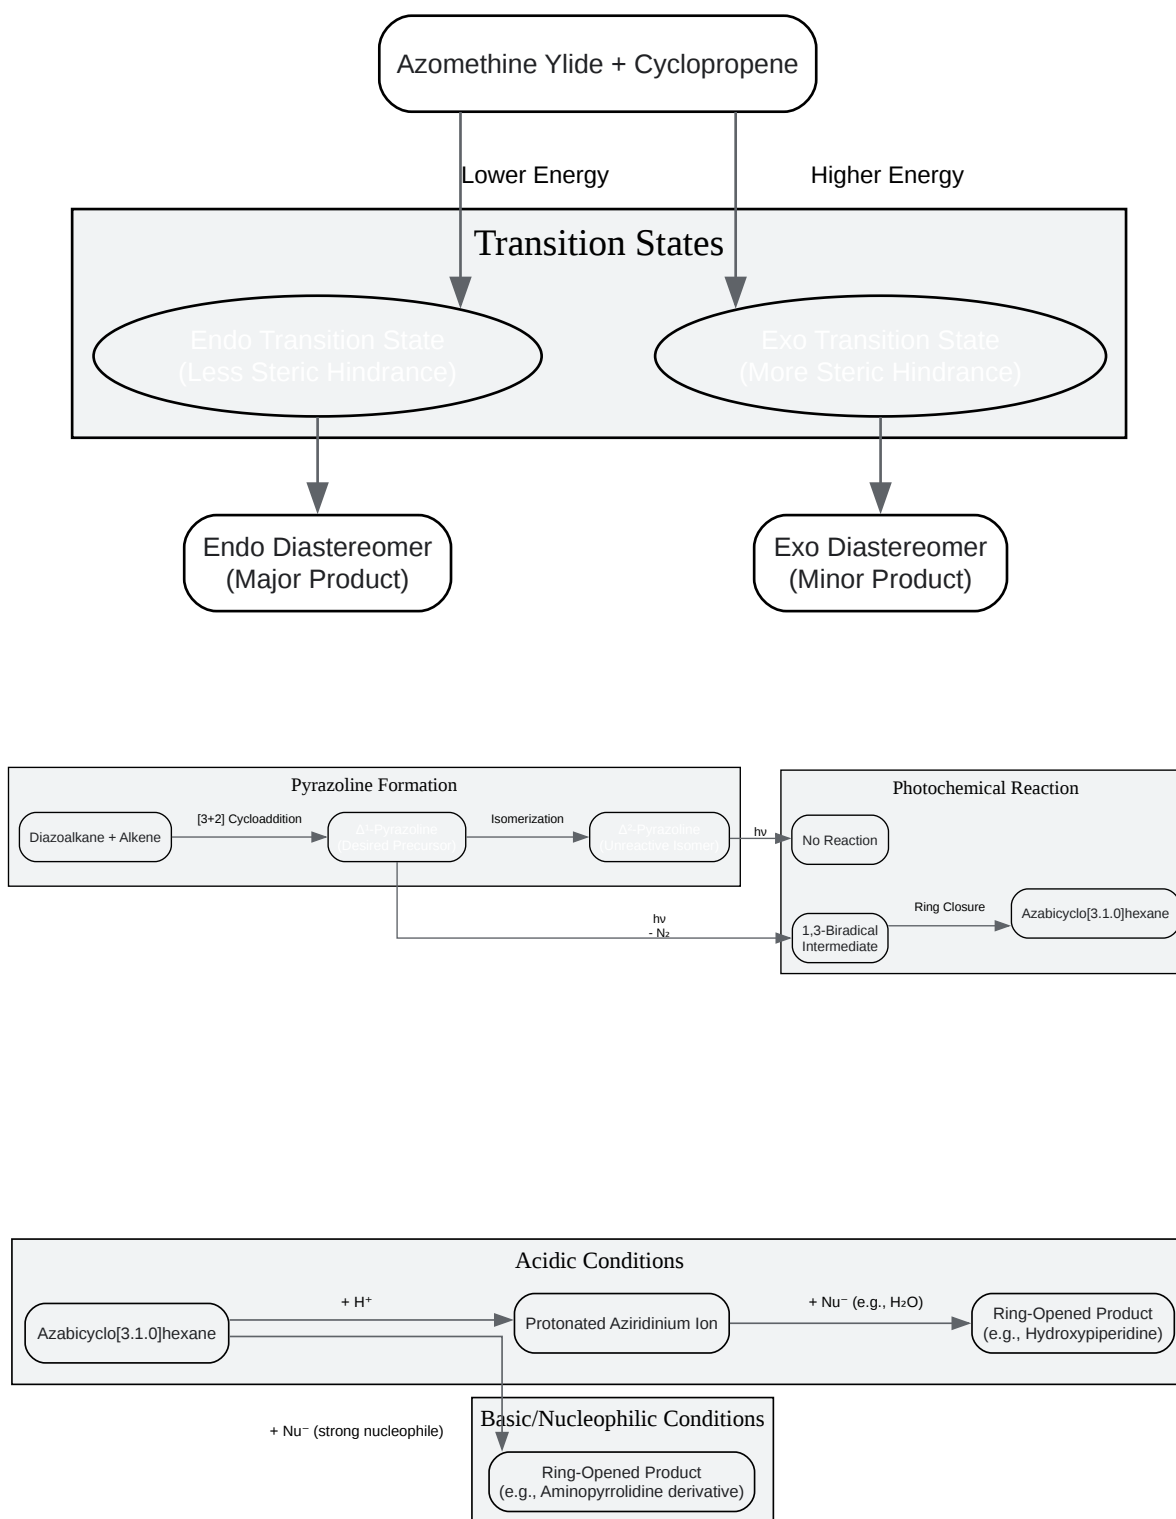 Azomethine Ylide + Cyclopropene
Lower Energy
Higher Energy
Transition States
Endo Transition State
(Less Steric Hindrance)
Exo Transition State
(More Steric Hindrance)
Endo Diastereomer
(Major Product)
Exo Diastereomer
(Minor Product)
Pyrazoline Formation
Diazoalkane + Alkene
[3+2] Cycloaddition
Δ¹-Pyrazoline
(Desired Precursor)
Isomerization
Δ²-Pyrazoline
(Unreactive Isomer)
hν
Photochemical Reaction
No Reaction
hν
- N₂
1,3-Biradical
Intermediate
Ring Closure
Azabicyclo[3.1.0]hexane
Acidic Conditions
Azabicyclo[3.1.0]hexane
+ H⁺
Protonated Aziridinium Ion
+ Nu⁻ (e.g., H₂O)
Ring-Opened Product
(e.g., Hydroxypiperidine)
+ Nu⁻ (strong nucleophile)
Basic/Nucleophilic Conditions
Ring-Opened Product
(e.g., Aminopyrrolidine derivative)